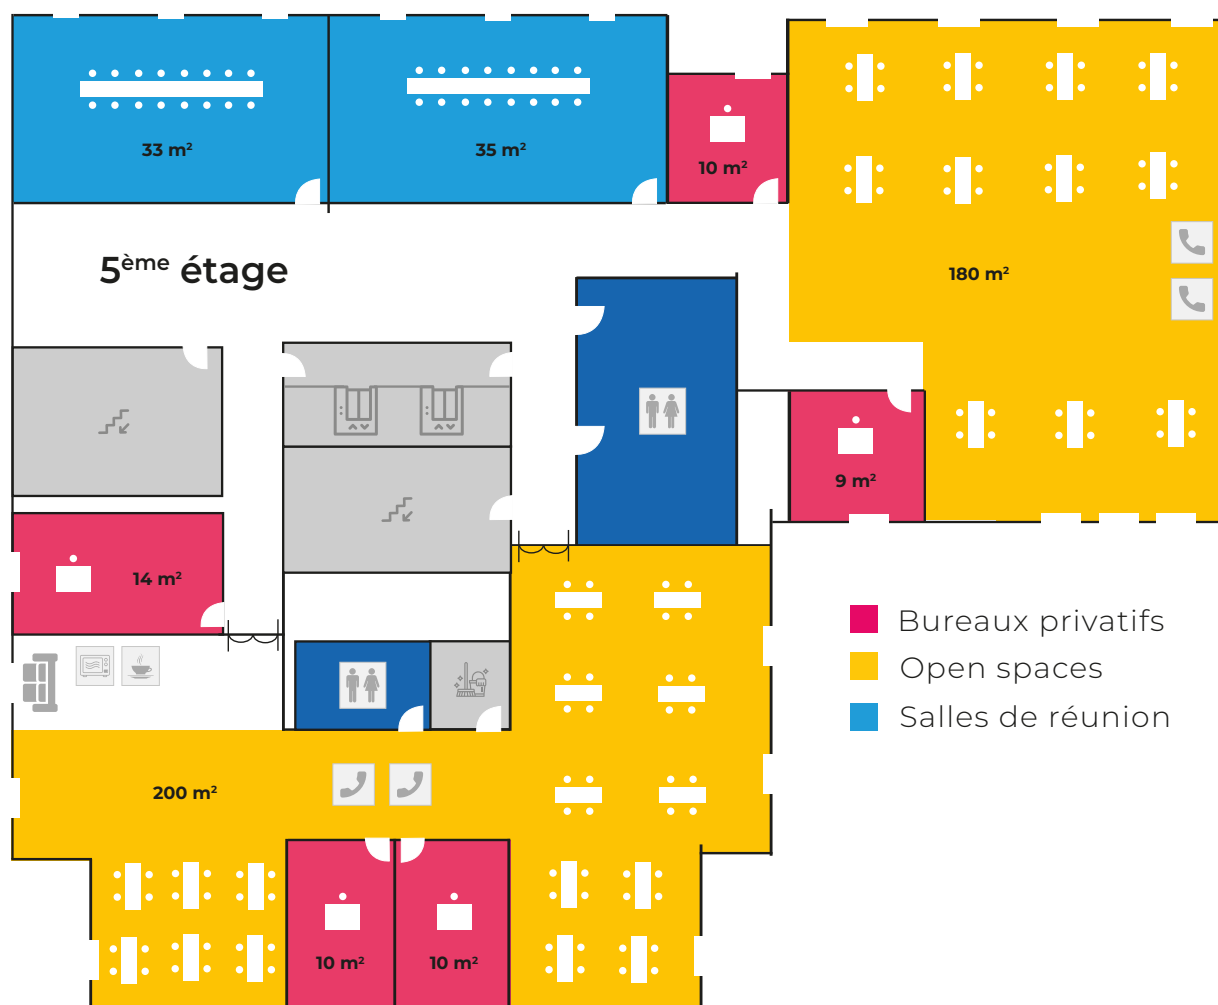 33 m²
35 m²
10 m²
5ème étage
180 m²
9 m²
14 m²
Bureaux privatifs
Open spaces
Salles de réunion
200 m²
10 m²
10 m²